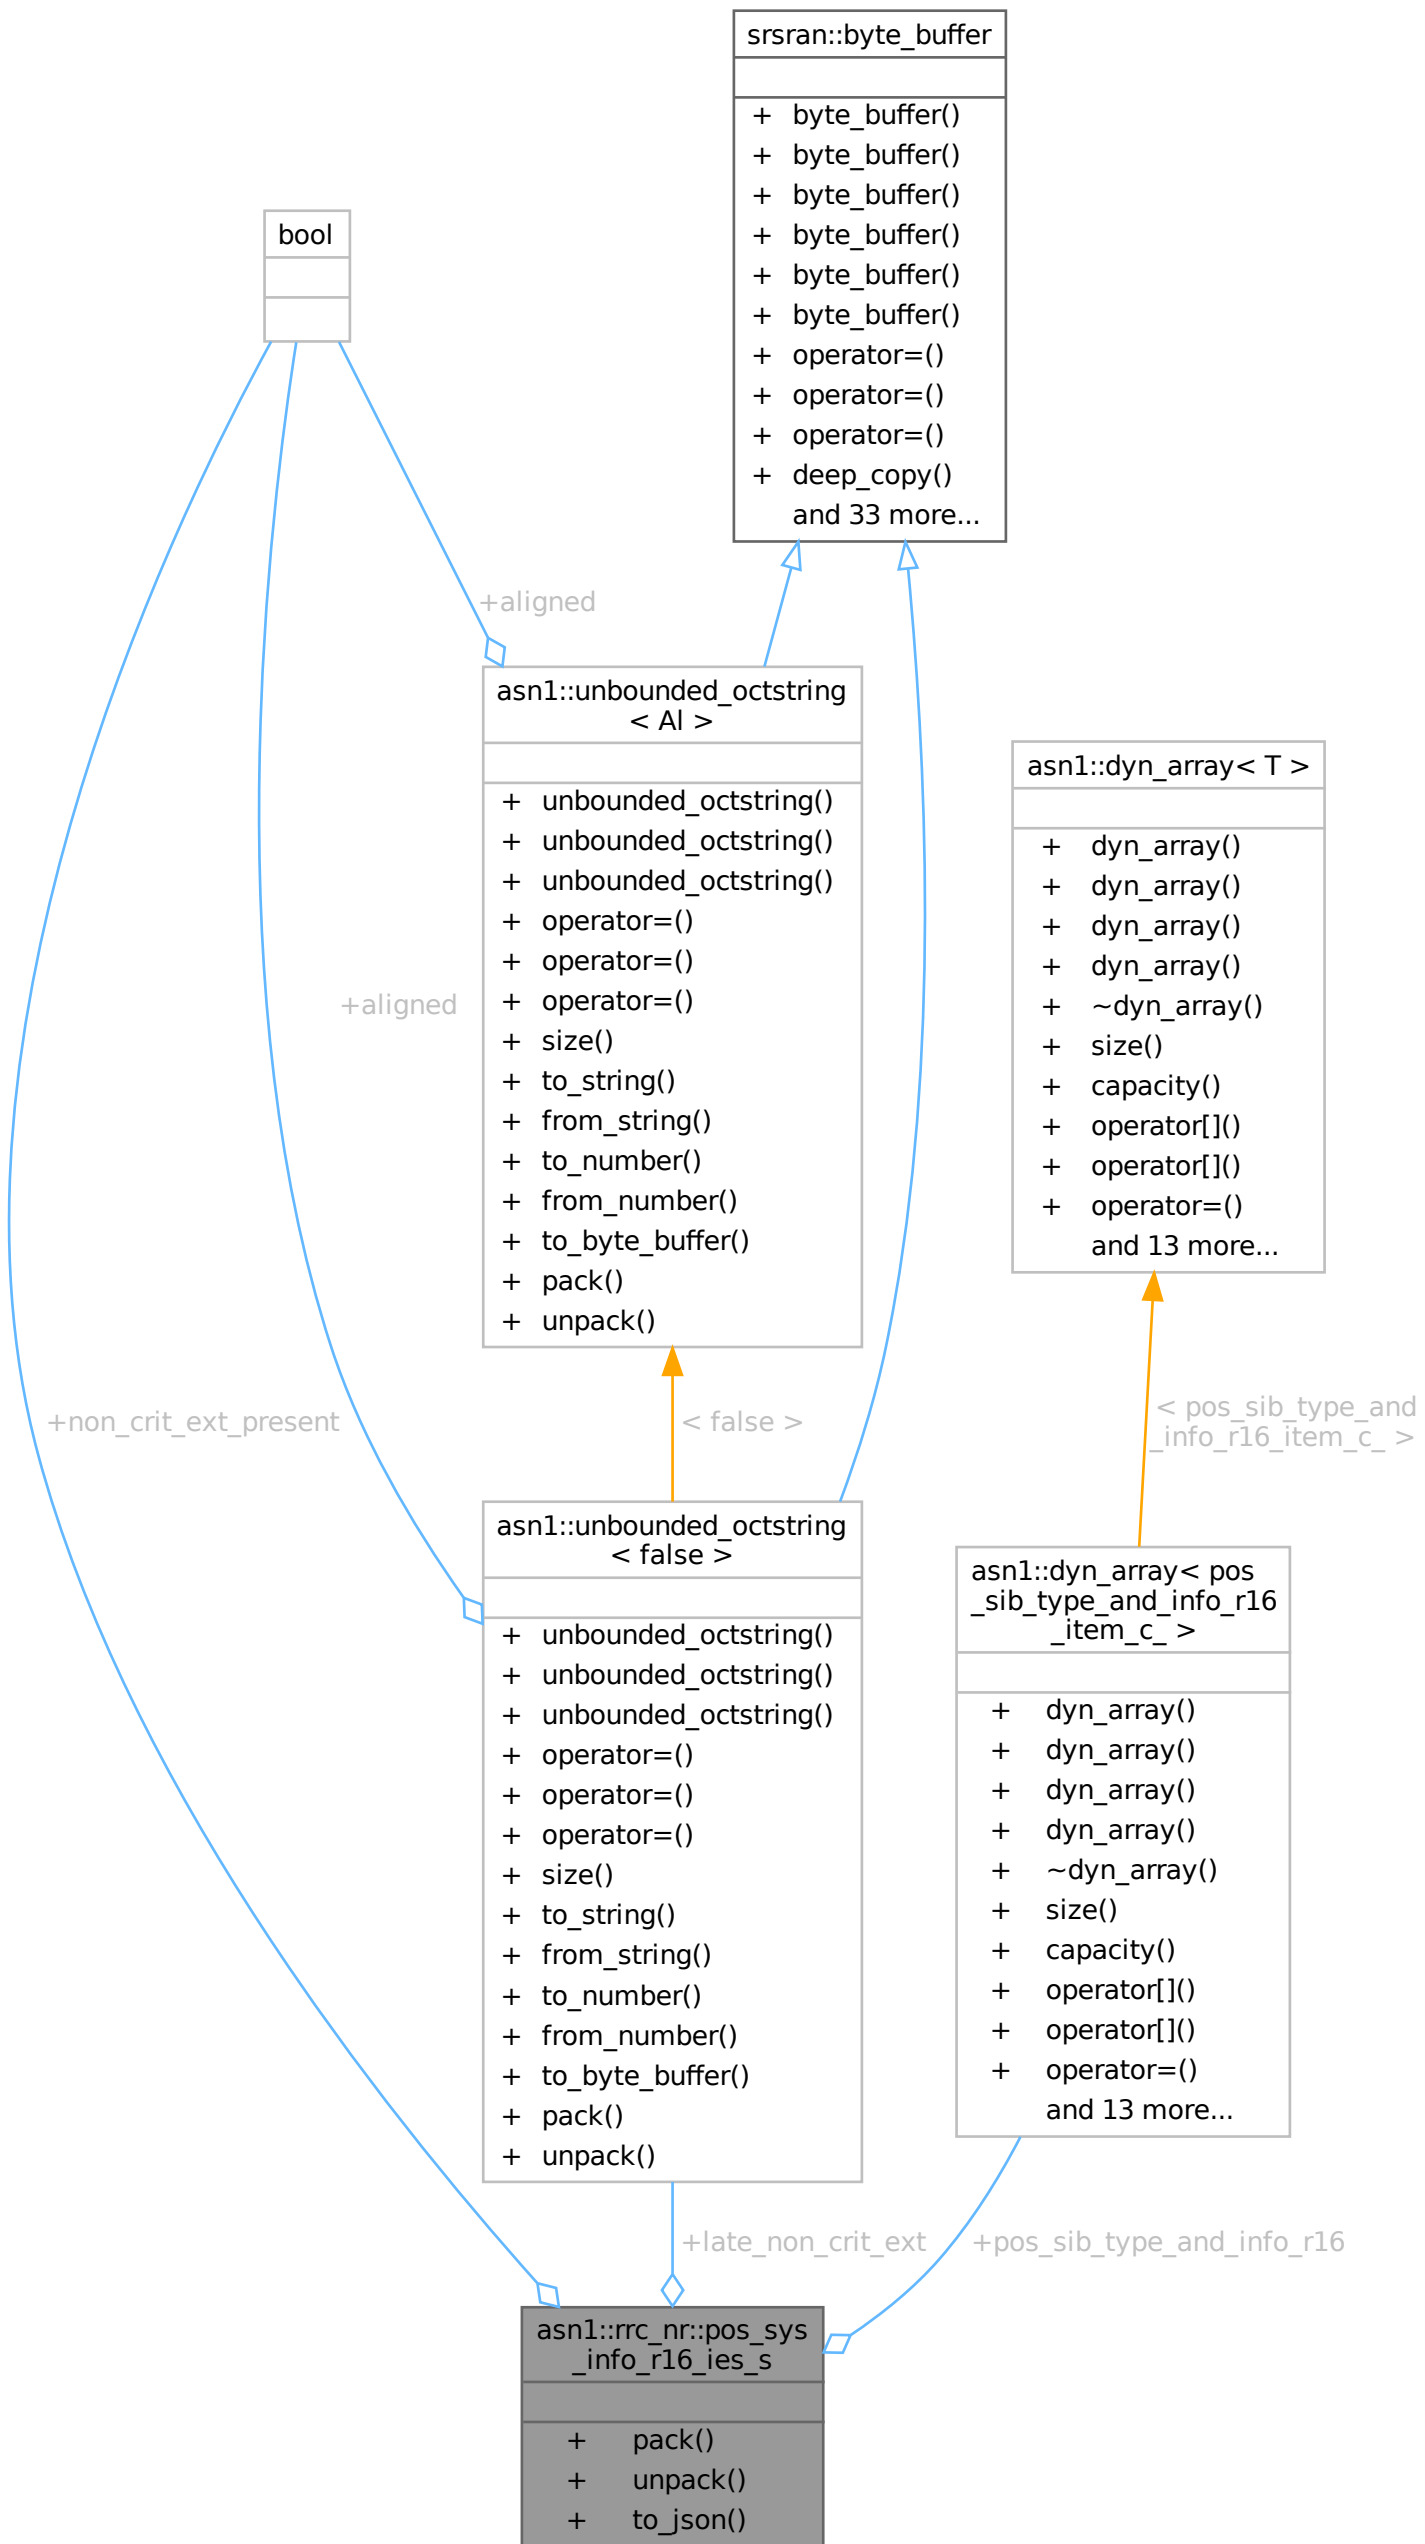 srsran::byte_buffer
+ byte_buffer()
+ byte_buffer()
+ byte_buffer()
+ byte_buffer()
+ byte_buffer()
+ byte_buffer()
+ operator=()
+ operator=()
+ operator=()
+ deep_copy()
and 33 more...
bool
+aligned
asn1::unbounded_octstring
< Al >
+ unbounded_octstring()
+ unbounded_octstring()
+ unbounded_octstring()
+ operator=()
+ operator=()
+ operator=()
+ size()
+ to_string()
+ from_string()
+ to_number()
+ from_number()
+ to_byte_buffer()
+ pack()
+ unpack()
asn1::dyn_array< T >
+ dyn_array()
+ dyn_array()
+ dyn_array()
+ dyn_array()
+ ~dyn_array()
+ size()
+ capacity()
+ operator[]()
+ operator[]()
+ operator=()
and 13 more...
+aligned
+non_crit_ext_present
< false >
< pos_sib_type_and
_info_r16_item_c_ >
asn1::unbounded_octstring
< false >
+ unbounded_octstring()
+ unbounded_octstring()
+ unbounded_octstring()
+ operator=()
+ operator=()
+ operator=()
+ size()
+ to_string()
+ from_string()
+ to_number()
+ from_number()
+ to_byte_buffer()
+ pack()
+ unpack()
asn1::dyn_array< pos
_sib_type_and_info_r16
_item_c_ >
+ dyn_array()
+ dyn_array()
+ dyn_array()
+ dyn_array()
+ ~dyn_array()
+ size()
+ capacity()
+ operator[]()
+ operator[]()
+ operator=()
and 13 more...
+late_non_crit_ext
+pos_sib_type_and_info_r16
asn1::rrc_nr::pos_sys
_info_r16_ies_s
+ pack()
+ unpack()
+ to_json()